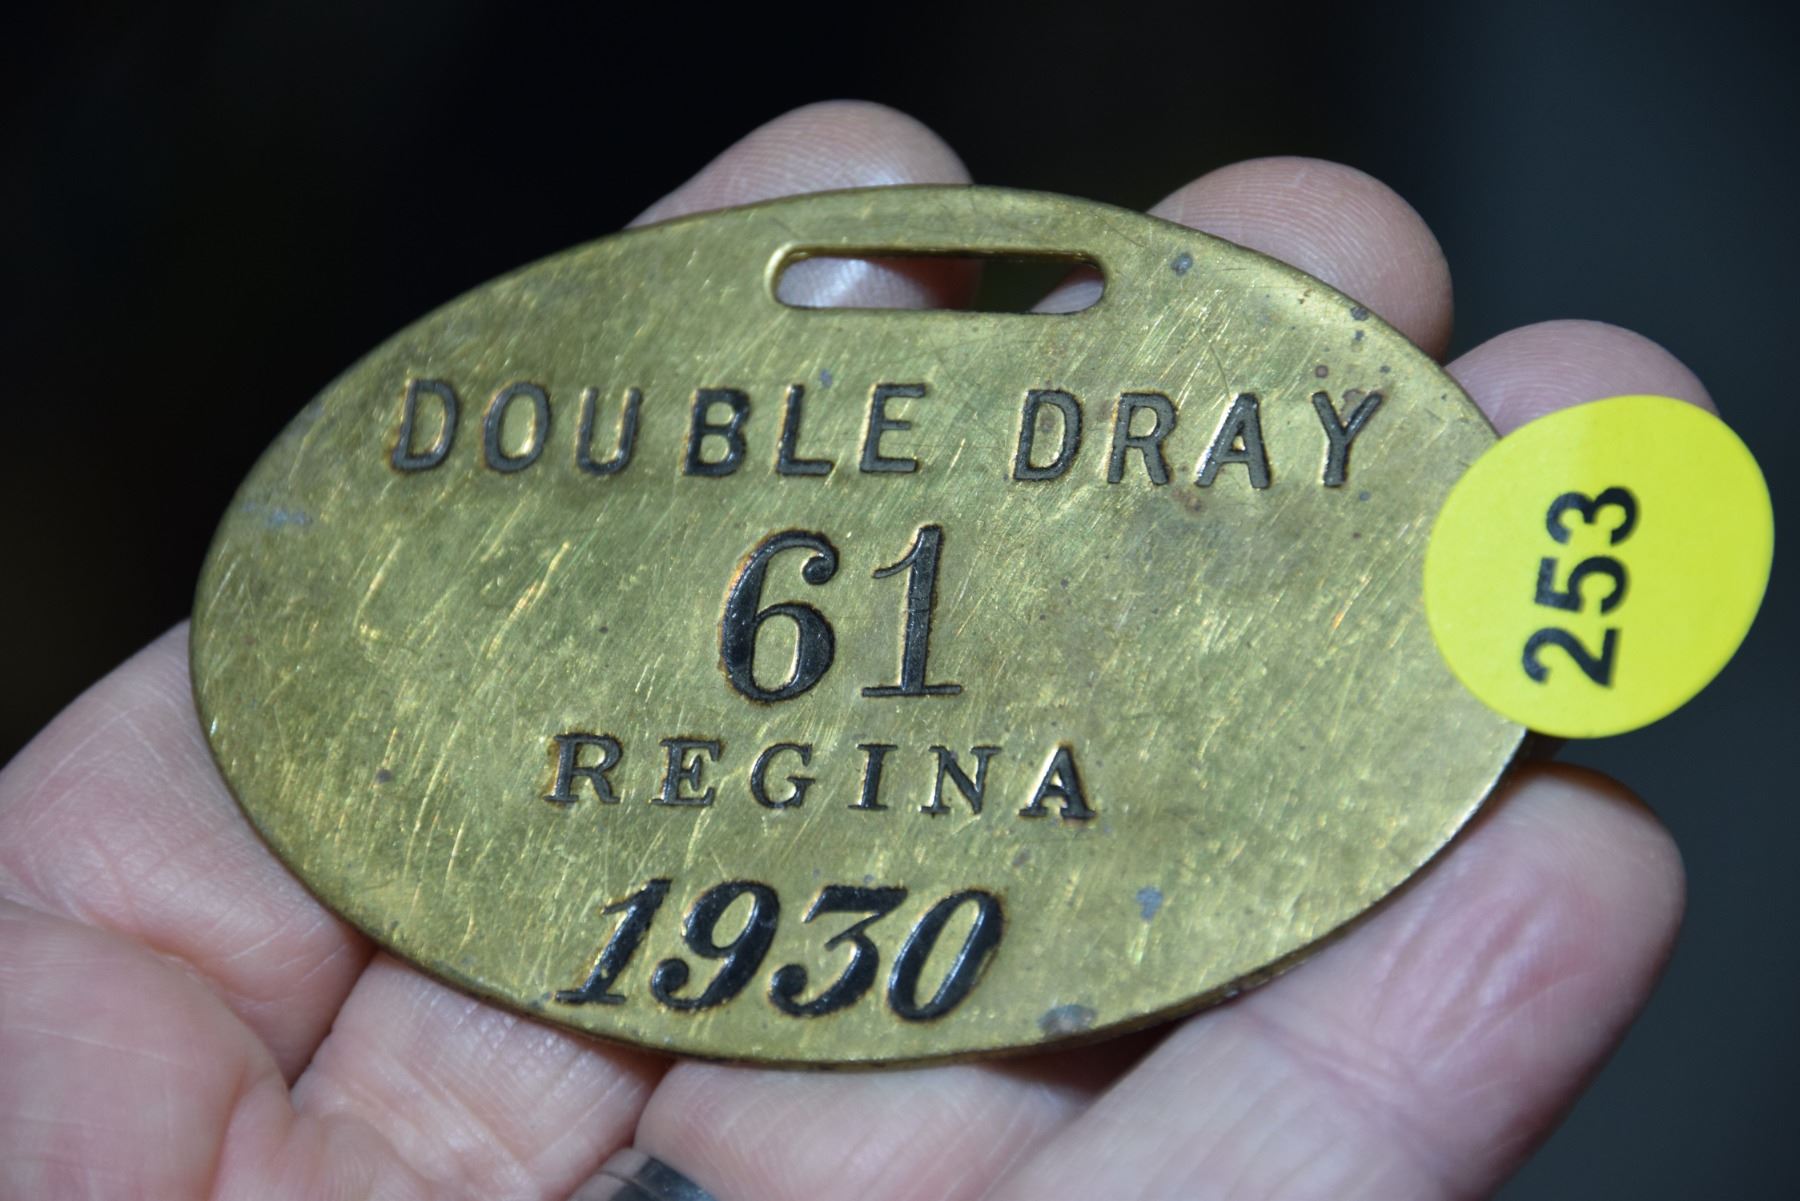 DOUBLE DRAY
61
REGINA
1930
253